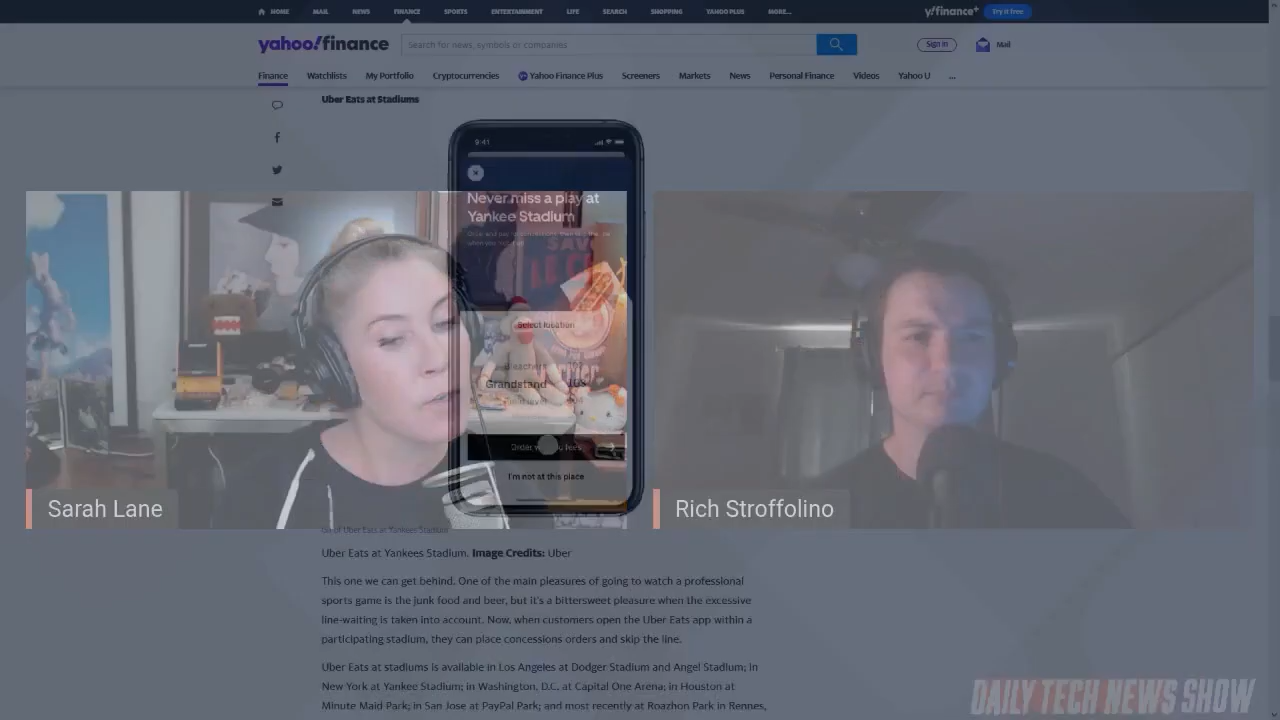 HOME MAIL NEWS FINANCE SPORTS ENTERTAINMENT LIFE SEARCH SHOPPING YAHOO PLUS MORE... y!finance+ Try it free
yahoo!finance Search for news, symbols or companies Sign in Mail
Finance Watchlists My Portfolio Cryptocurrencies Yahoo Finance Plus Screeners Markets News Personal Finance Videos Yahoo U ...
Uber Eats at Stadiums
9:41
Never miss a play at
Yankee Stadium
SAV
Select location
Grandstand 103
I'm not at this place
Sarah Lane
Rich Stroffolino
of Uber Eats at Yankees Stadium
Uber Eats at Yankees Stadium. Image Credits: Uber
This one we can get behind. One of the main pleasures of going to watch a professional
sports game is the junk food and beer, but it's a bittersweet pleasure when the excessive
line-waiting is taken into account. Now, when customers open the Uber Eats app within a
participating stadium, they can place concessions orders and skip the line.
Uber Eats at stadiums is available in Los Angeles at Dodger Stadium and Angel Stadium; in
New York at Yankee Stadium; in Washington, D.C. at Capital One Arena; in Houston at
Minute Maid Park; in San Jose at PayPal Park; and most recently at Roazhon Park in Rennes,
DAILY TECH NEWS SHOW